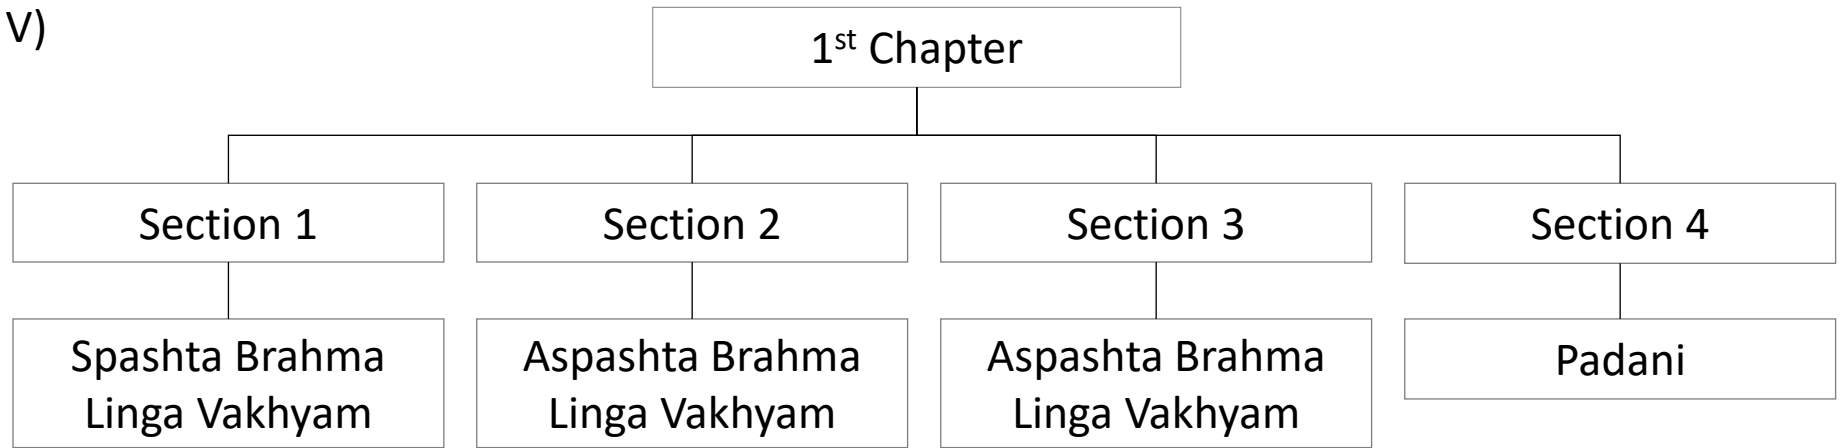 V)
1st Chapter
Section 1
Section 2
Section 3
Section 4
Spashta Brahma
Linga Vakhyam
Aspashta Brahma
Linga Vakhyam
Aspashta Brahma
Linga Vakhyam
Padani